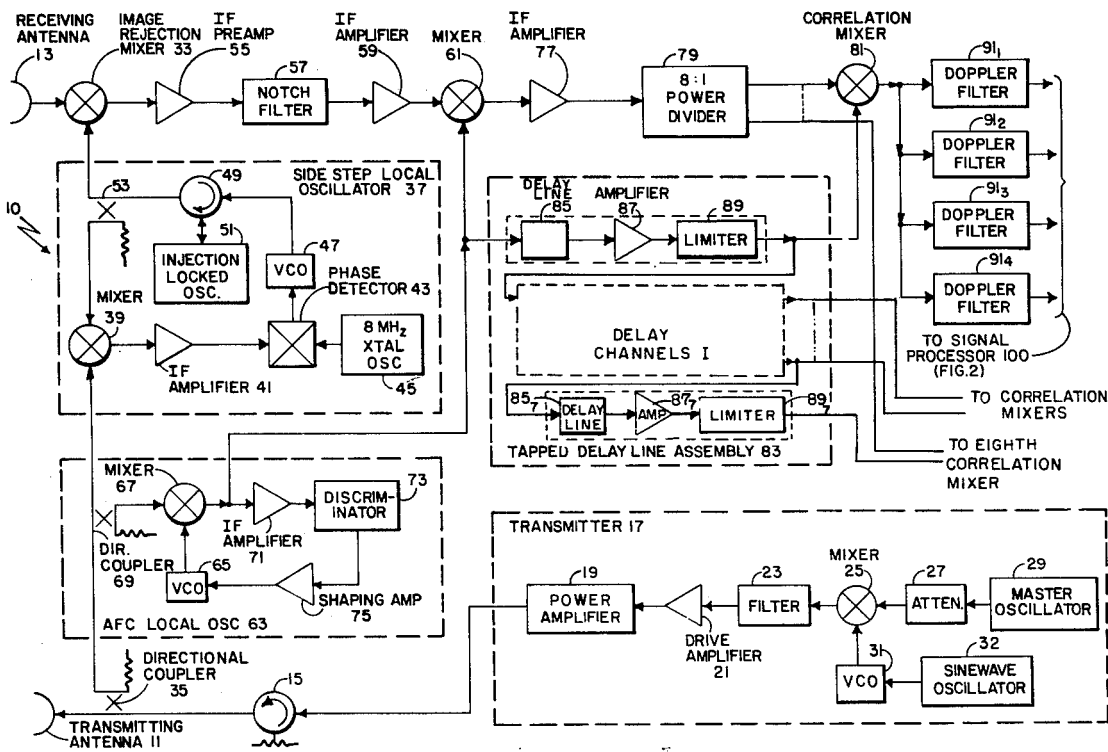 RECEIVING
ANTENNA
13
IMAGE
REJECTION
MIXER 33
IF
PREAMP
55
57
NOTCH
FILTER
IF
AMPLIFIER
59
MIXER
61
IF
AMPLIFIER
77
79
8:1
POWER
DIVIDER
CORRELATION
MIXER
81
91₁
DOPPLER
FILTER
91₂
DOPPLER
FILTER
91₃
DOPPLER
FILTER
91₄
DOPPLER
FILTER
TO SIGNAL
PROCESSOR 100
(FIG.2)
10
SIDE STEP LOCAL
OSCILLATOR 37
53
49
51
INJECTION
LOCKED
OSC.
47
VCO
PHASE
DETECTOR 43
MIXER
39
IF
AMPLIFIER 41
8 MHz
XTAL
OSC
45
DELAY
LINE
85
AMPLIFIER
87
89
LIMITER
DELAY
CHANNELS I
85₇
DELAY
LINE
87₇
AMP
LIMITER
89₇
TAPPED DELAY LINE ASSEMBLY 83
TO CORRELATION
MIXERS
TO EIGHTH
CORRELATION
MIXER
MIXER
67
DIR.
COUPLER
69
IF
AMPLIFIER
71
73
DISCRIM-
INATOR
65
VCO
SHAPING AMP
75
AFC LOCAL OSC 63
TRANSMITTER 17
19
POWER
AMPLIFIER
DRIVE
AMPLIFIER
21
23
FILTER
MIXER
25
27
ATTEN.
29
MASTER
OSCILLATOR
31
VCO
32
SINEWAVE
OSCILLATOR
DIRECTIONAL
COUPLER
35
15
TRANSMITTING
ANTENNA 11